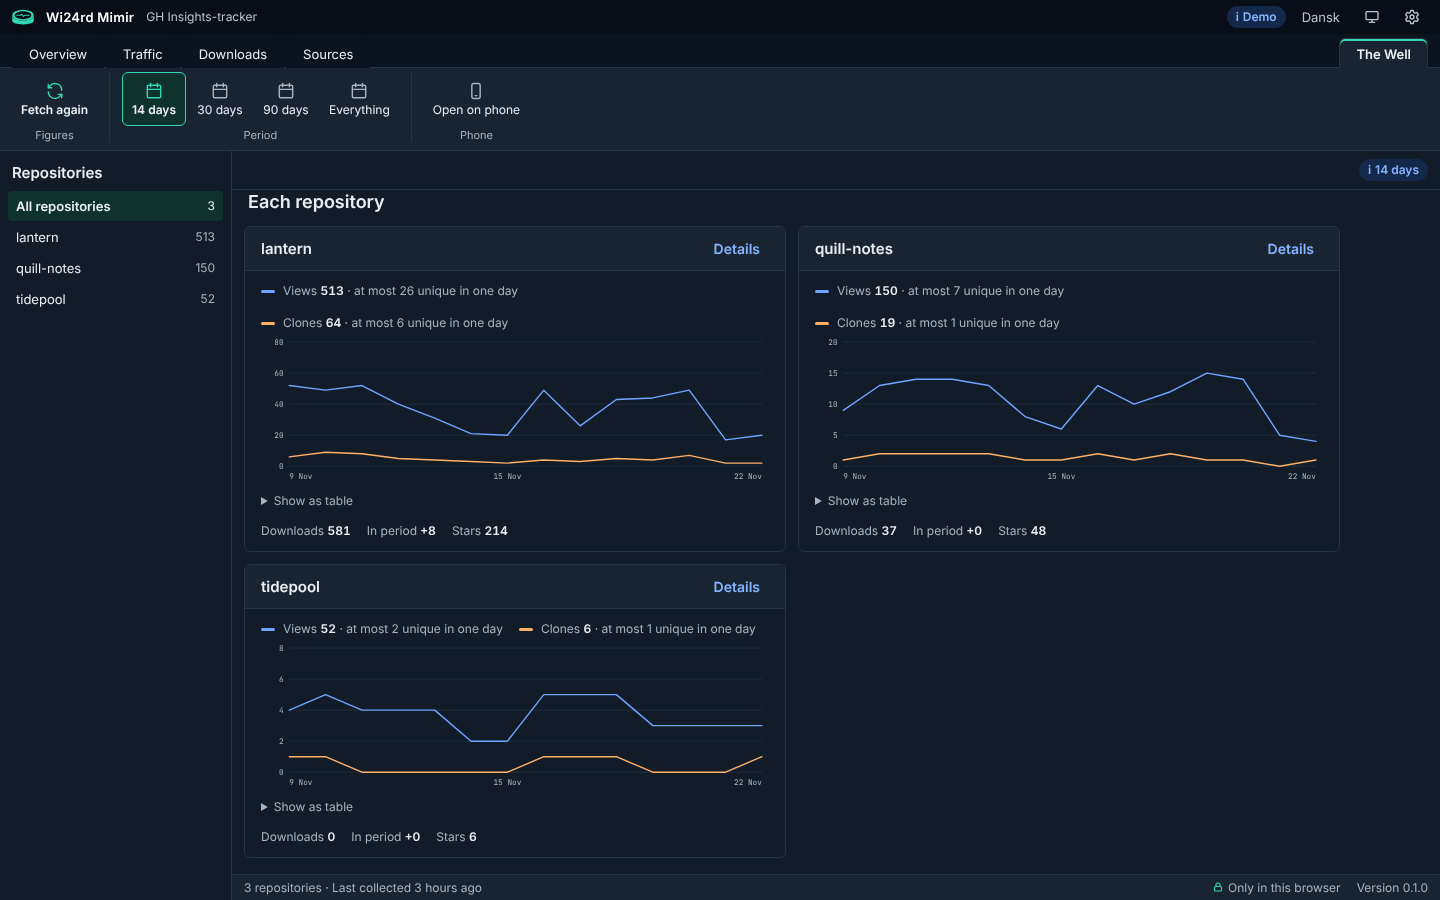 Wi24rd Mimir GH Insights-tracker i Demo Dansk
Overview Traffic Downloads Sources The Well
Fetch again 14 days 30 days 90 days Everything Open on phone
Figures Period Phone
Repositories
All repositories 3
lantern 513
quill-notes 150
tidepool 52
i 14 days
Each repository
lantern Details
Views 513 · at most 26 unique in one day
Clones 64 · at most 6 unique in one day
80
60
40
20
0
9 Nov 15 Nov 22 Nov
Show as table
Downloads 581 In period +8 Stars 214
quill-notes Details
Views 150 · at most 7 unique in one day
Clones 19 · at most 1 unique in one day
20
15
10
5
0
9 Nov 15 Nov 22 Nov
Show as table
Downloads 37 In period +0 Stars 48
tidepool Details
Views 52 · at most 2 unique in one day Clones 6 · at most 1 unique in one day
8
6
4
2
0
9 Nov 15 Nov 22 Nov
Show as table
Downloads 0 In period +0 Stars 6
3 repositories · Last collected 3 hours ago Only in this browser Version 0.1.0